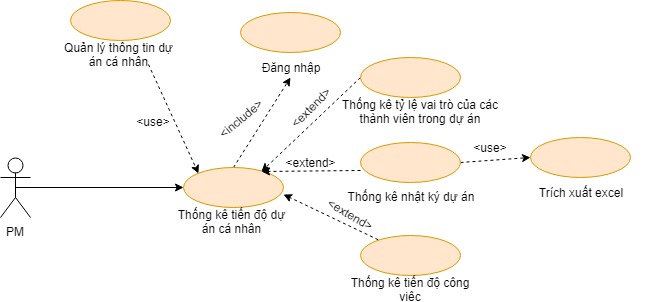 Quản lý thông tin dự
án cá nhân
Đăng nhập
Thống kê tỷ lệ vai trò của các
thành viên trong dự án
<use>
<include>
<extend>
<extend>
<use>
Thống kê nhật ký dự án
Trích xuất excel
Thống kê tiến độ dự
án cá nhân
<extend>
PM
Thống kê tiến độ công
việc